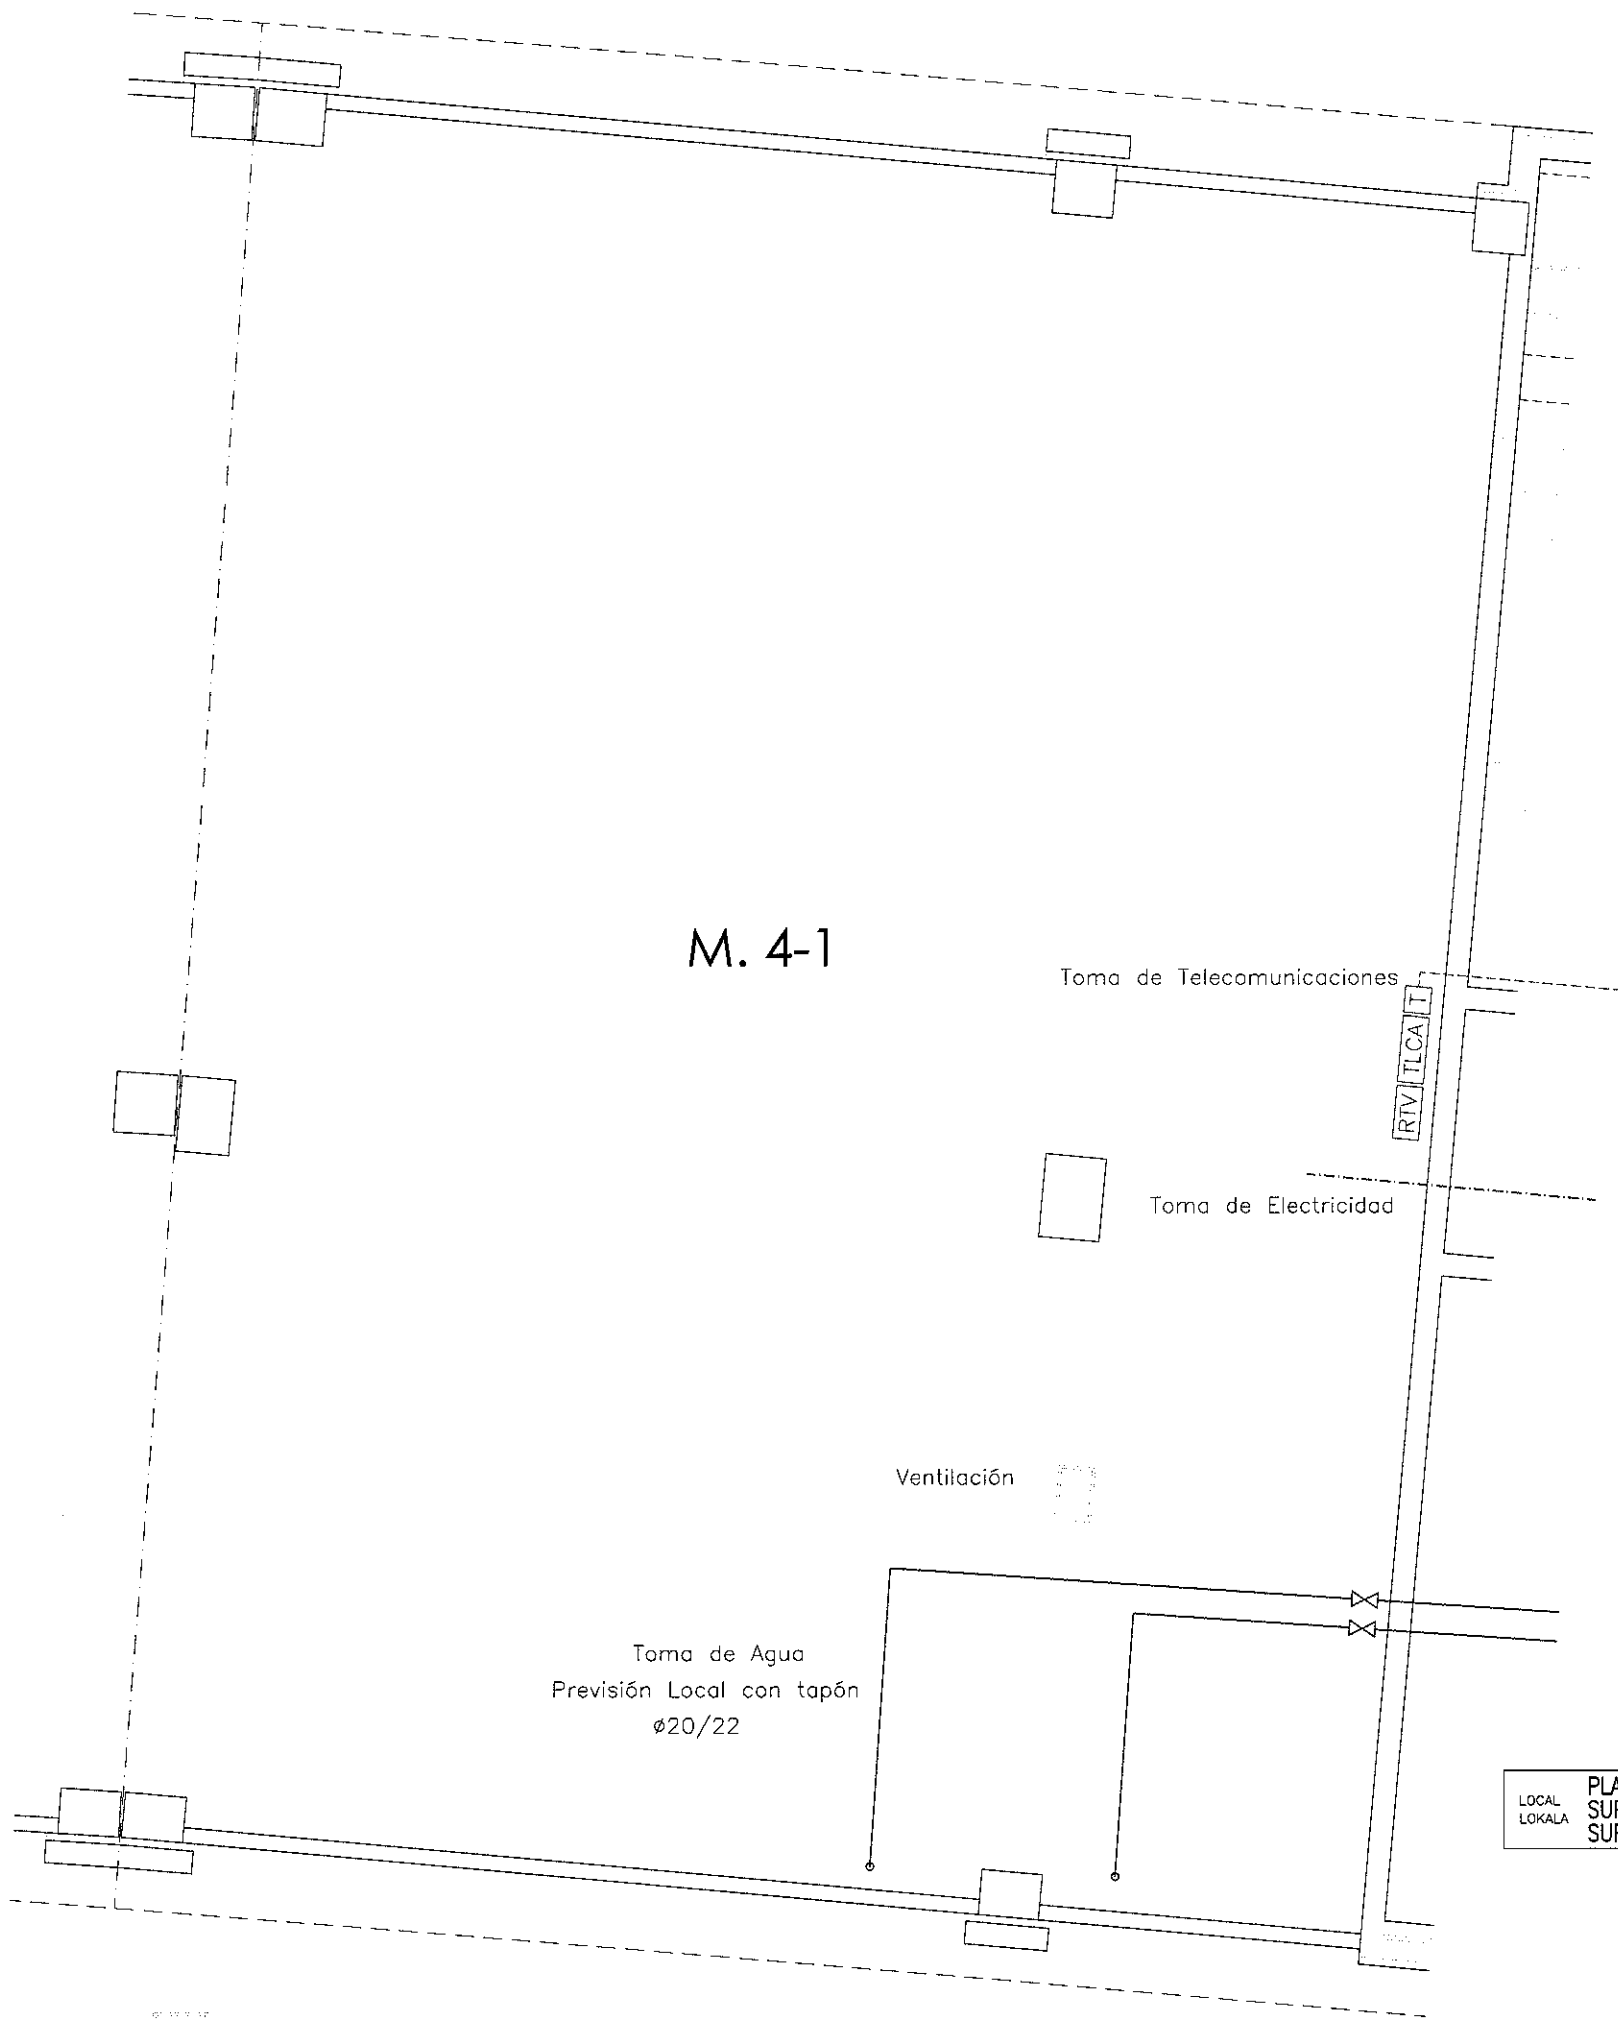 M. 4-1
Toma de Telecomunicaciones
RTV TLCA T
Toma de Electricidad
Ventilación
Toma de Agua
Previsión Local con tapón
ø20/22
LOCAL
LOKALA